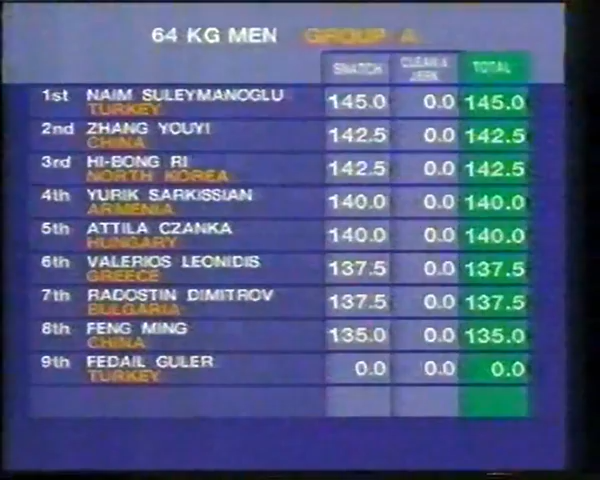 64 KG MEN GROUP A
SNATCH CLEAN & JERK TOTAL
1st NAIM SULEYMANOGLU 145.0 0.0 145.0
TURKEY
2nd ZHANG YOUYI 142.5 0.0 142.5
CHINA
3rd HI-BONG RI 142.5 0.0 142.5
NORTH KOREA
4th YURIK SARKISSIAN 140.0 0.0 140.0
ARMENIA
5th ATTILA CZANKA 140.0 0.0 140.0
HUNGARY
6th VALERIOS LEONIDIS 137.5 0.0 137.5
GREECE
7th RADOSTIN DIMITROV 137.5 0.0 137.5
BULGARIA
8th FENG MING 135.0 0.0 135.0
CHINA
9th FEDAIL GULER 0.0 0.0 0.0
TURKEY